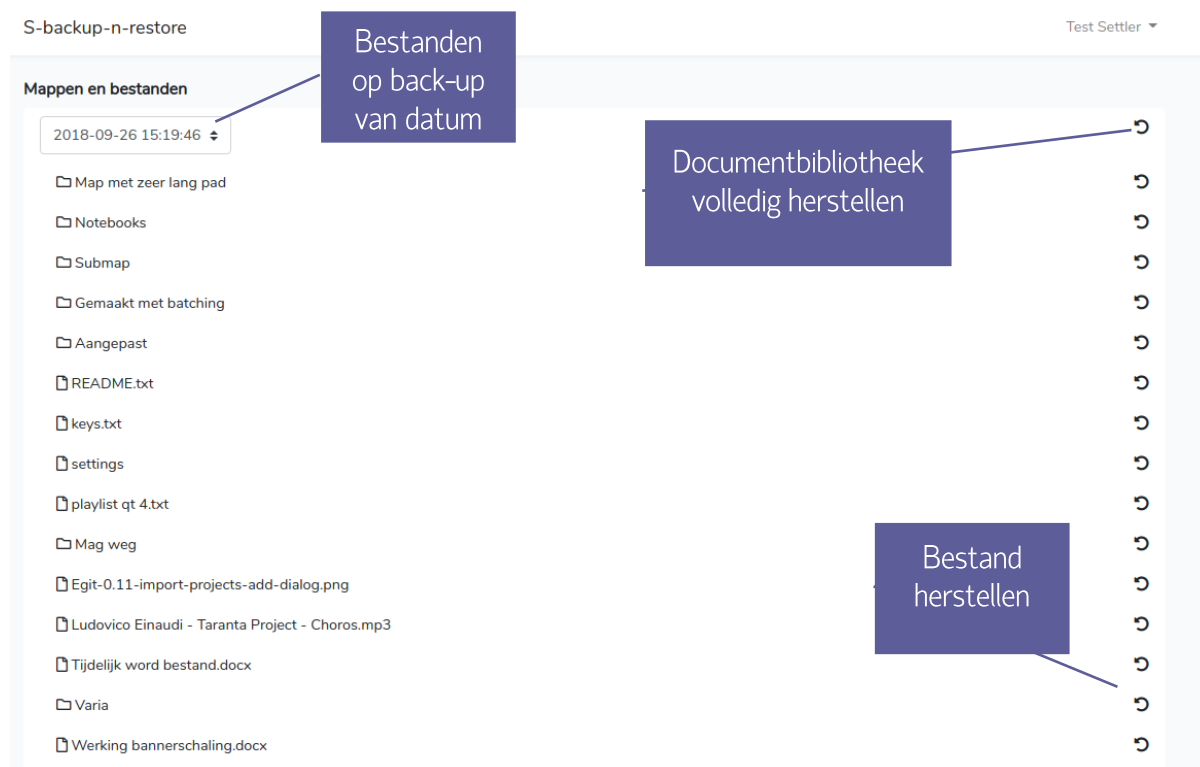 S-backup-n-restore
Test Settler
Bestanden
op back-up
van datum
Mappen en bestanden
2018-09-26 15:19:46
Documentbibliotheek
volledig herstellen
Map met zeer lang pad
Notebooks
Submap
Gemaakt met batching
Aangepast
README.txt
keys.txt
settings
playlist qt 4.txt
Mag weg
Bestand
herstellen
Egit-0.11-import-projects-add-dialog.png
Ludovico Einaudi - Taranta Project - Choros.mp3
Tijdelijk word bestand.docx
Varia
Werking bannerschaling.docx